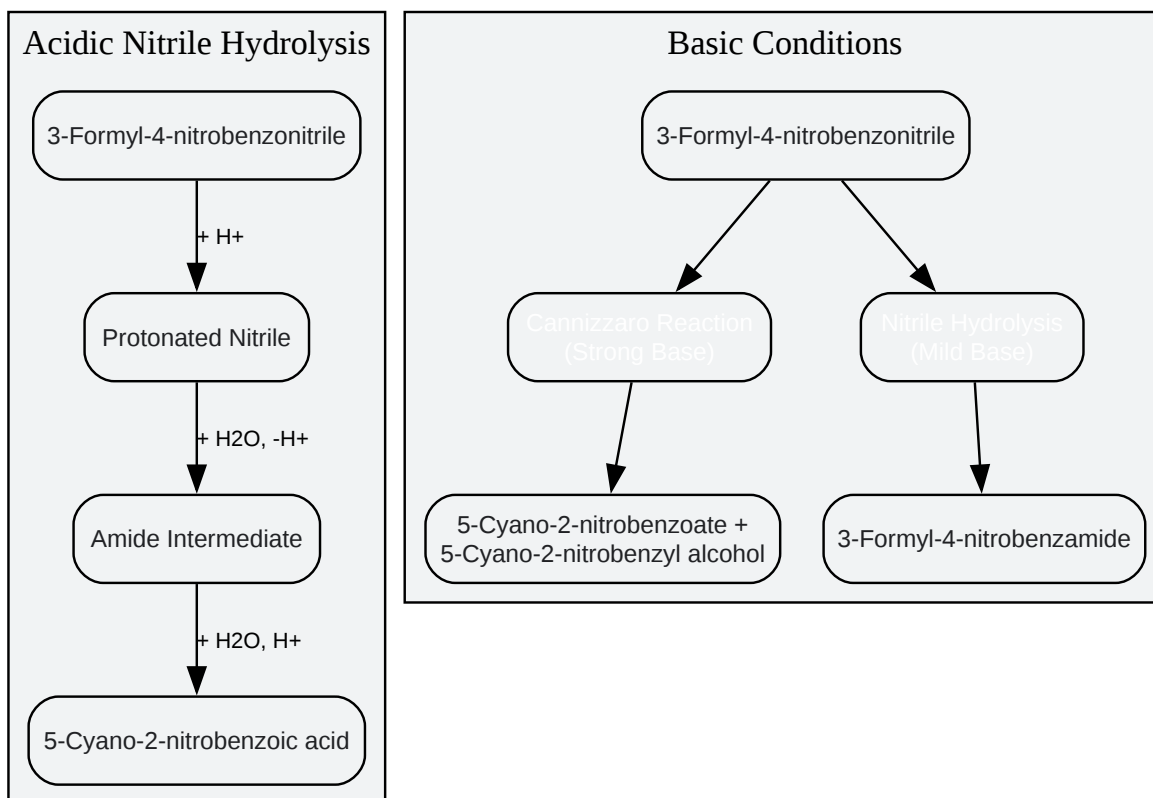 Acidic Nitrile Hydrolysis
3-Formyl-4-nitrobenzonitrile
+ H+
Protonated Nitrile
+ H2O, -H+
Amide Intermediate
+ H2O, H+
5-Cyano-2-nitrobenzoic acid
Basic Conditions
3-Formyl-4-nitrobenzonitrile
Cannizzaro Reaction
(Strong Base)
Nitrile Hydrolysis
(Mild Base)
5-Cyano-2-nitrobenzoate +
5-Cyano-2-nitrobenzyl alcohol
3-Formyl-4-nitrobenzamide